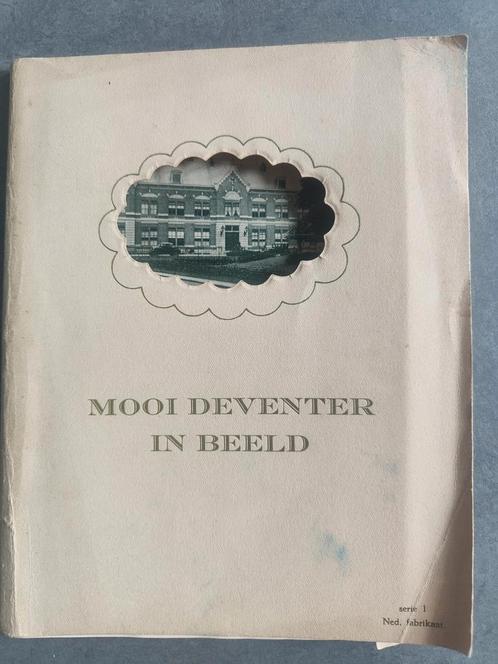 MOOI DEVENTER
IN BEELD
serie 1
Ned. fabrikaat.